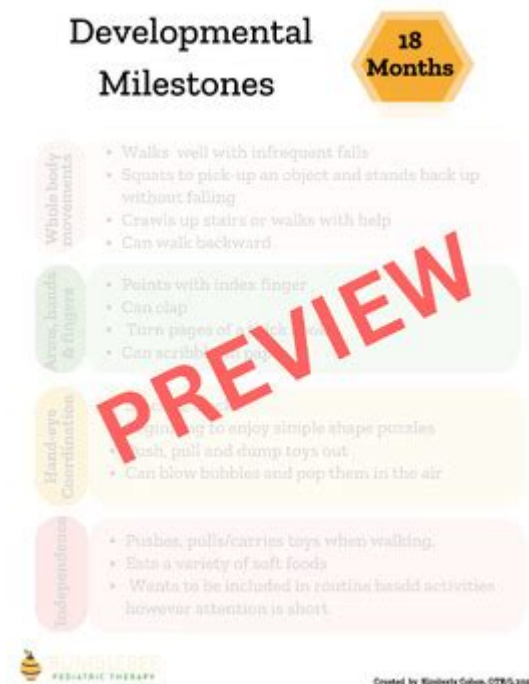 Developmental
Milestones
18
Months
Whole body
movements
• Walks well with infrequent falls
• Squats to pick-up an object and stands back up
without falling
• Crawls up stairs or walks with help
• Can walk backward
Arms, hands
& fingers
• Points with index finger
• Can clap
• Turn pages of a
• Can scribble
PREVIEW
Hand-eye
Coordination
to enjoy simple shape puzzles
Push, pull and dump toys out
• Can blow bubbles and pop them in the air
Independence
• Pushes, pulls/carries toys when walking.
• Eats a variety of soft foods
• Wants to be included in routine activities
however attention is short
BUMBLEBEE
PEDIATRIC THERAPY
Created by Kimberly